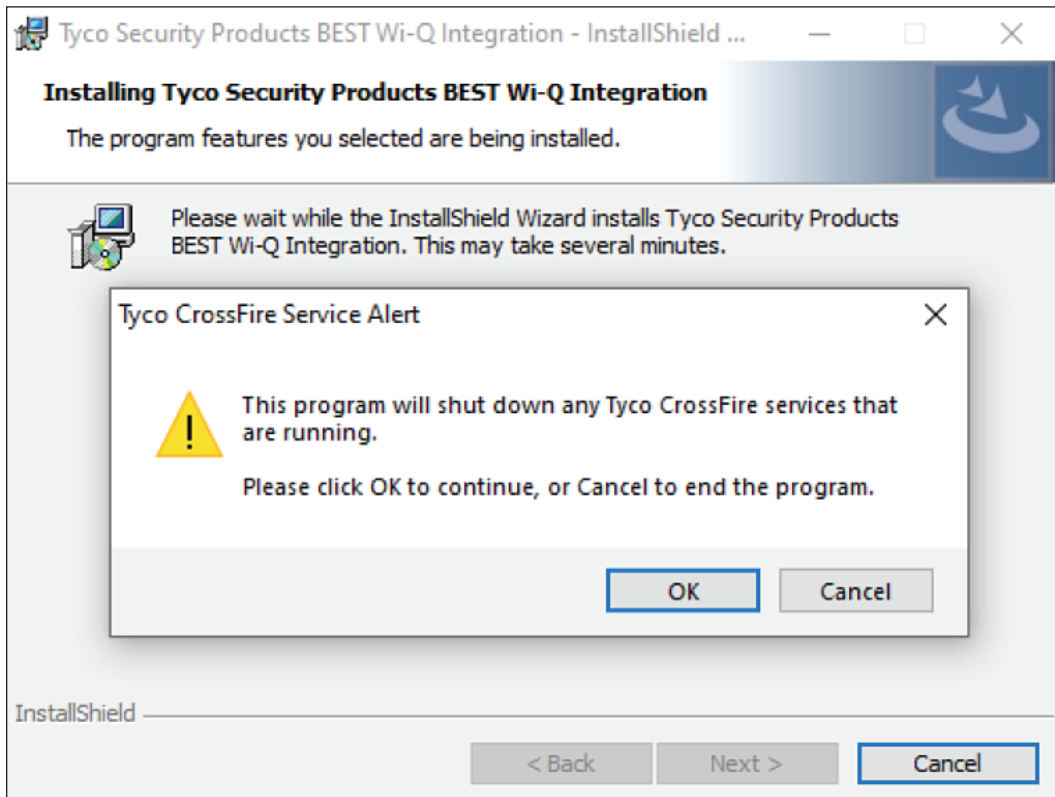 Tyco Security Products BEST Wi-Q Integration - InstallShield ...
Installing Tyco Security Products BEST Wi-Q Integration
The program features you selected are being installed.
Please wait while the InstallShield Wizard installs Tyco Security Products
BEST Wi-Q Integration. This may take several minutes.
Tyco CrossFire Service Alert
This program will shut down any Tyco CrossFire services that
are running.
Please click OK to continue, or Cancel to end the program.
OK Cancel
InstallShield
< Back Next > Cancel